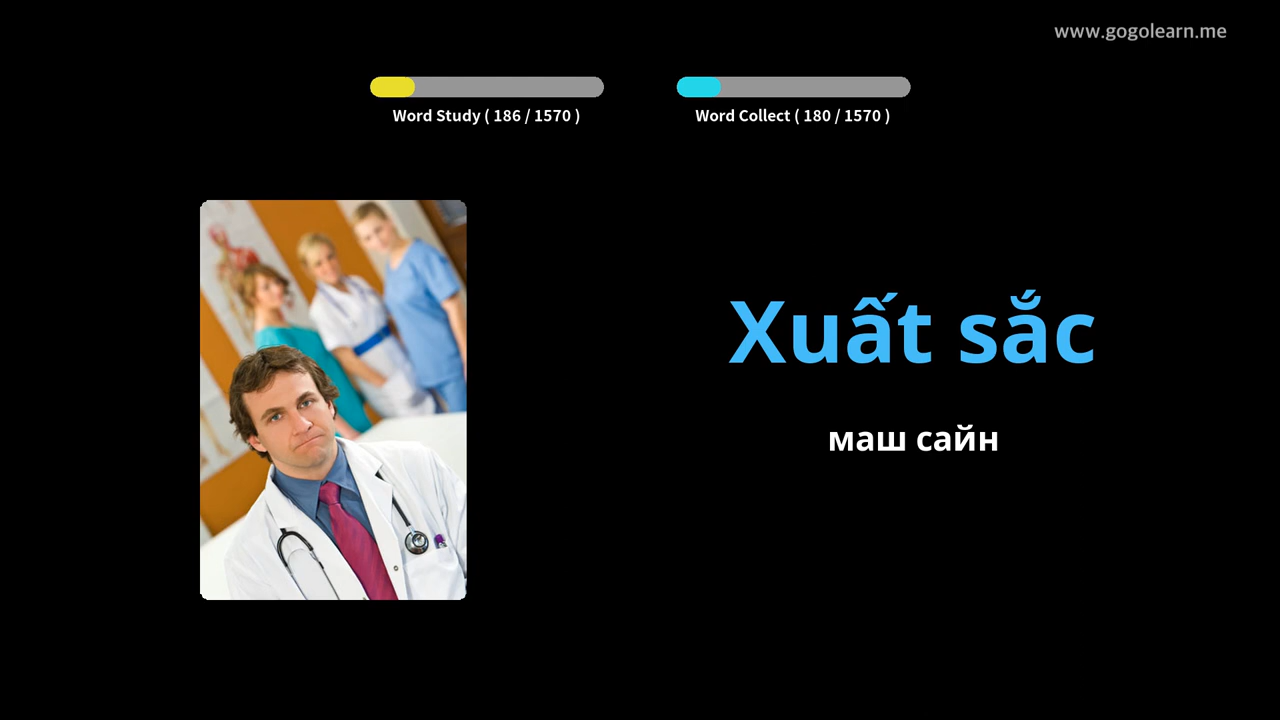 www.gogolearn.me
Word Study ( 186 / 1570 )
Word Collect ( 180 / 1570 )
Xuất sắc
маш сайн